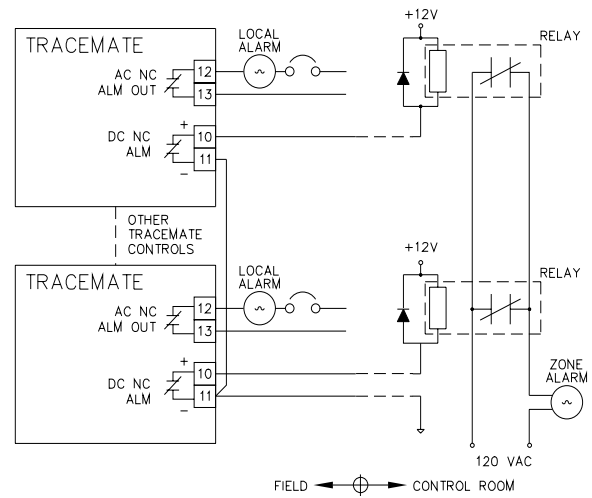 TRACEMATE
AC NC
ALM OUT
12
13
DC NC
ALM
+
−
10
11
LOCAL
ALARM
+12V
RELAY
OTHER
TRACEMATE
CONTROLS
TRACEMATE
AC NC
ALM OUT
12
13
DC NC
ALM
+
−
10
11
LOCAL
ALARM
+12V
RELAY
ZONE
ALARM
120 VAC
FIELD
CONTROL ROOM